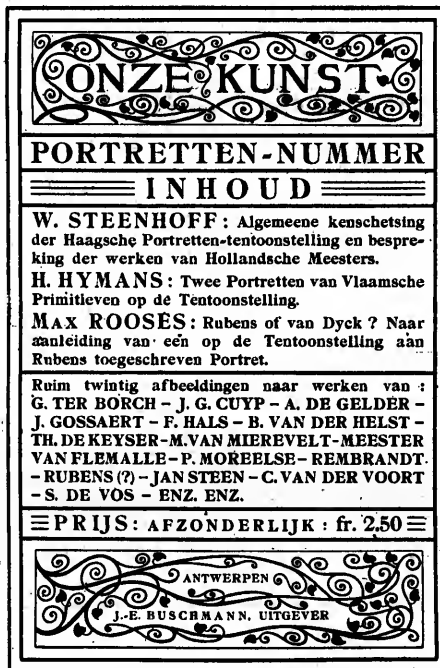 ONZE KUNST
PORTRETTEN-NUMMER
INHOUD
W. STEENHOFF: Algemeene kenschetsing
der Haagsche Portretten-tentoonstelling en bespre-
king der werken van Hollandsche Meesters.
H. HYMANS: Twee Portretten van Vlaamsche
Primitieven op de Tentoonstelling.
MAX ROOSES: Rubens of van Dyck? Naar
aanleiding van een op de Tentoonstelling aan
Rubens toegeschreven Portret.
Ruim twintig afbeeldingen naar werken van :
G. TER BORCH – J. G. CUYP – A. DE GELDER –
J. GOSSAERT – F. HALS – B. VAN DER HELST –
TH. DE KEYSER – M. VAN MIEREVELT – MEESTER
VAN FLEMALLE – P. MOREELSE – REMBRANDT
– RUBENS (?) – JAN STEEN – C. VAN DER VOORT
– S. DE VOS – ENZ. ENZ.
PRIJS: AFZONDERLIJK : fr. 2,50
ANTWERPEN
J.-E. BUSCHMANN, UITGEVER